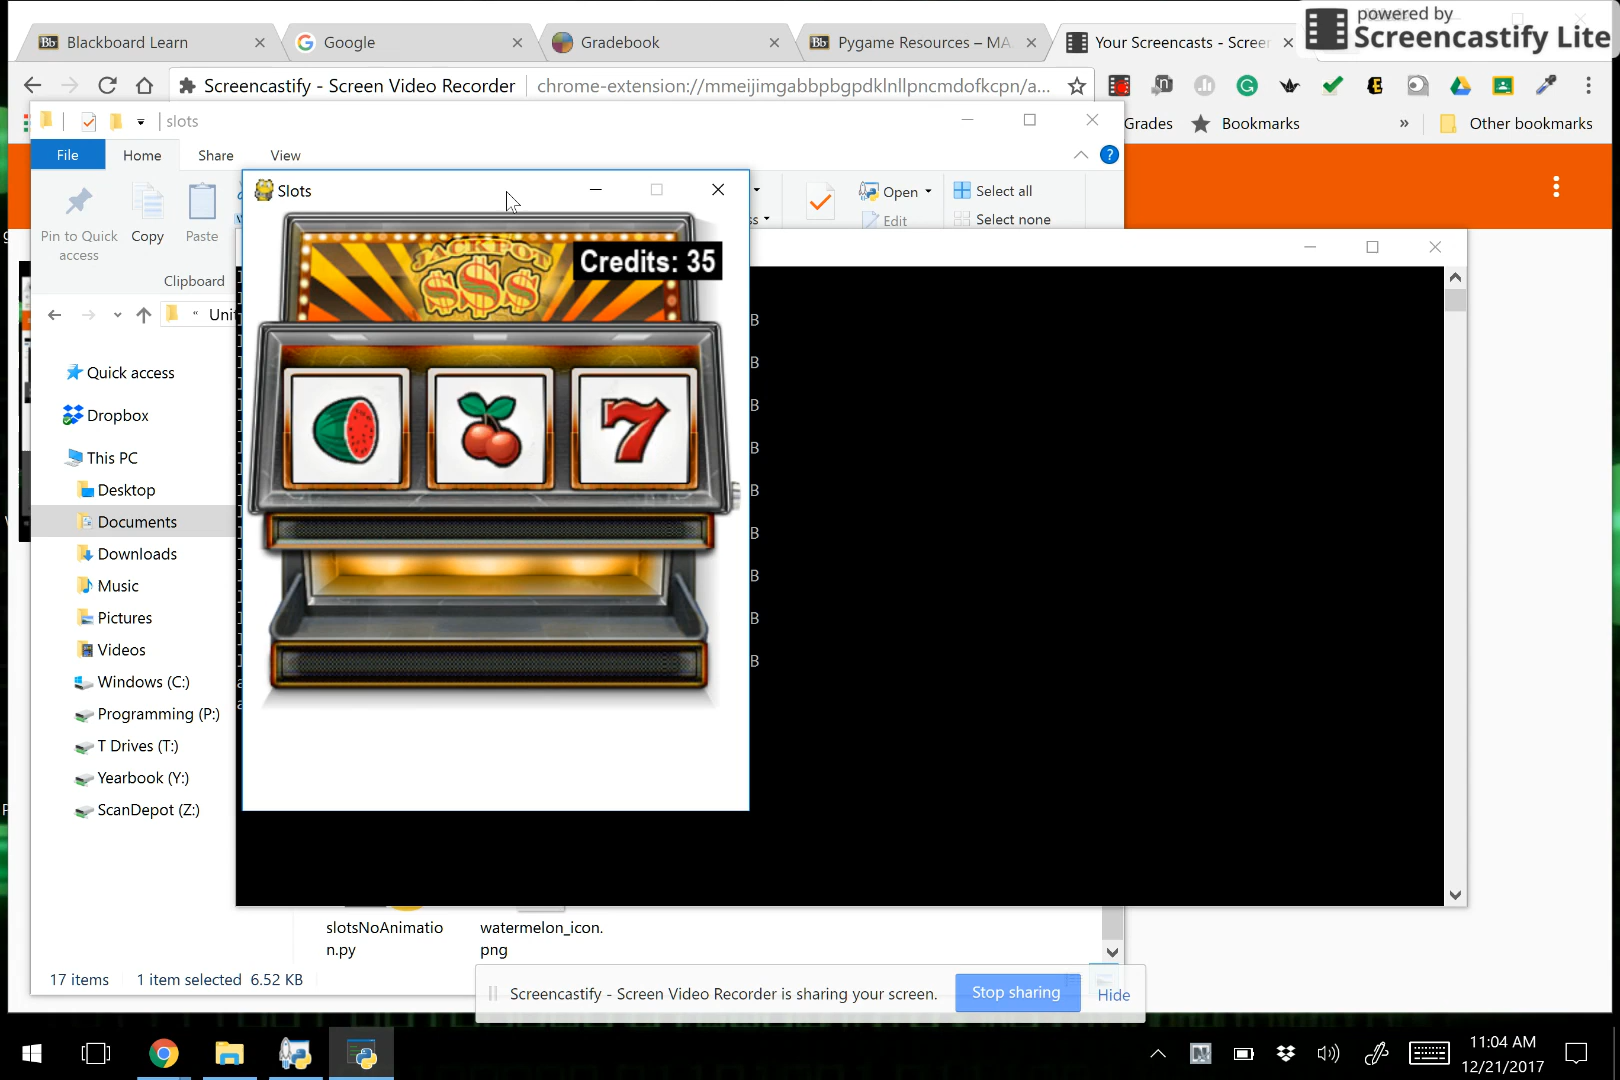 powered by
Screencastify Lite
Blackboard Learn
Google
Gradebook
Pygame Resources – MA
Your Screencasts - Screen
Screencastify - Screen Video Recorder
chrome-extension://mmeijimgabbpbgpdklnllpncmdofkcpn/a...
Grades
Bookmarks
»
Other bookmarks
slots
File
Home
Share
View
Pin to Quick access
Copy
Paste
Clipboard
Open
Edit
Select all
Select none
Slots
JACKPOT
$$$
Credits: 35
7
B
B
B
B
B
B
B
B
B
Quick access
Dropbox
This PC
Desktop
Documents
Downloads
Music
Pictures
Videos
Windows (C:)
Programming (P:)
T Drives (T:)
Yearbook (Y:)
ScanDepot (Z:)
slotsNoAnimatio
n.py
watermelon_icon.
png
17 items
1 item selected 6.52 KB
Screencastify - Screen Video Recorder is sharing your screen.
Stop sharing
Hide
11:04 AM
12/21/2017